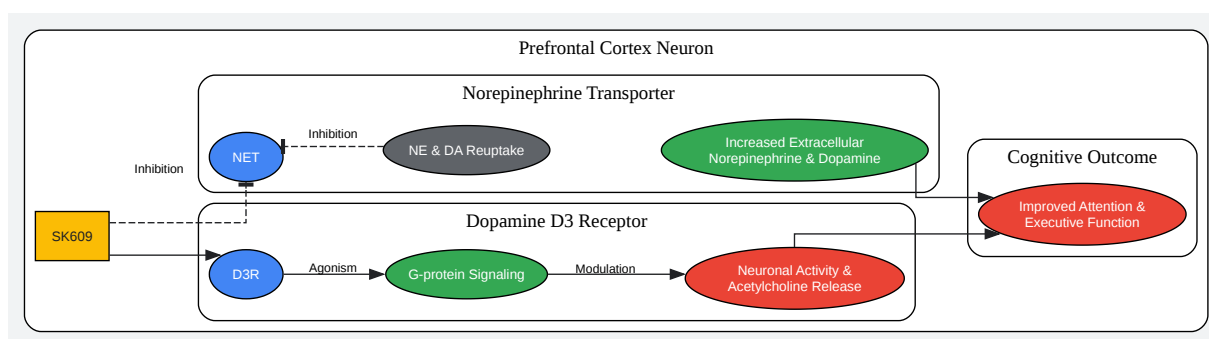 Prefrontal Cortex Neuron
Norepinephrine Transporter
Inhibition
NET
NE & DA Reuptake
Increased Extracellular
Norepinephrine & Dopamine
Inhibition
Cognitive Outcome
Improved Attention &
Executive Function
SK609
Dopamine D3 Receptor
D3R
Agonism
G-protein Signaling
Modulation
Neuronal Activity &
Acetylcholine Release